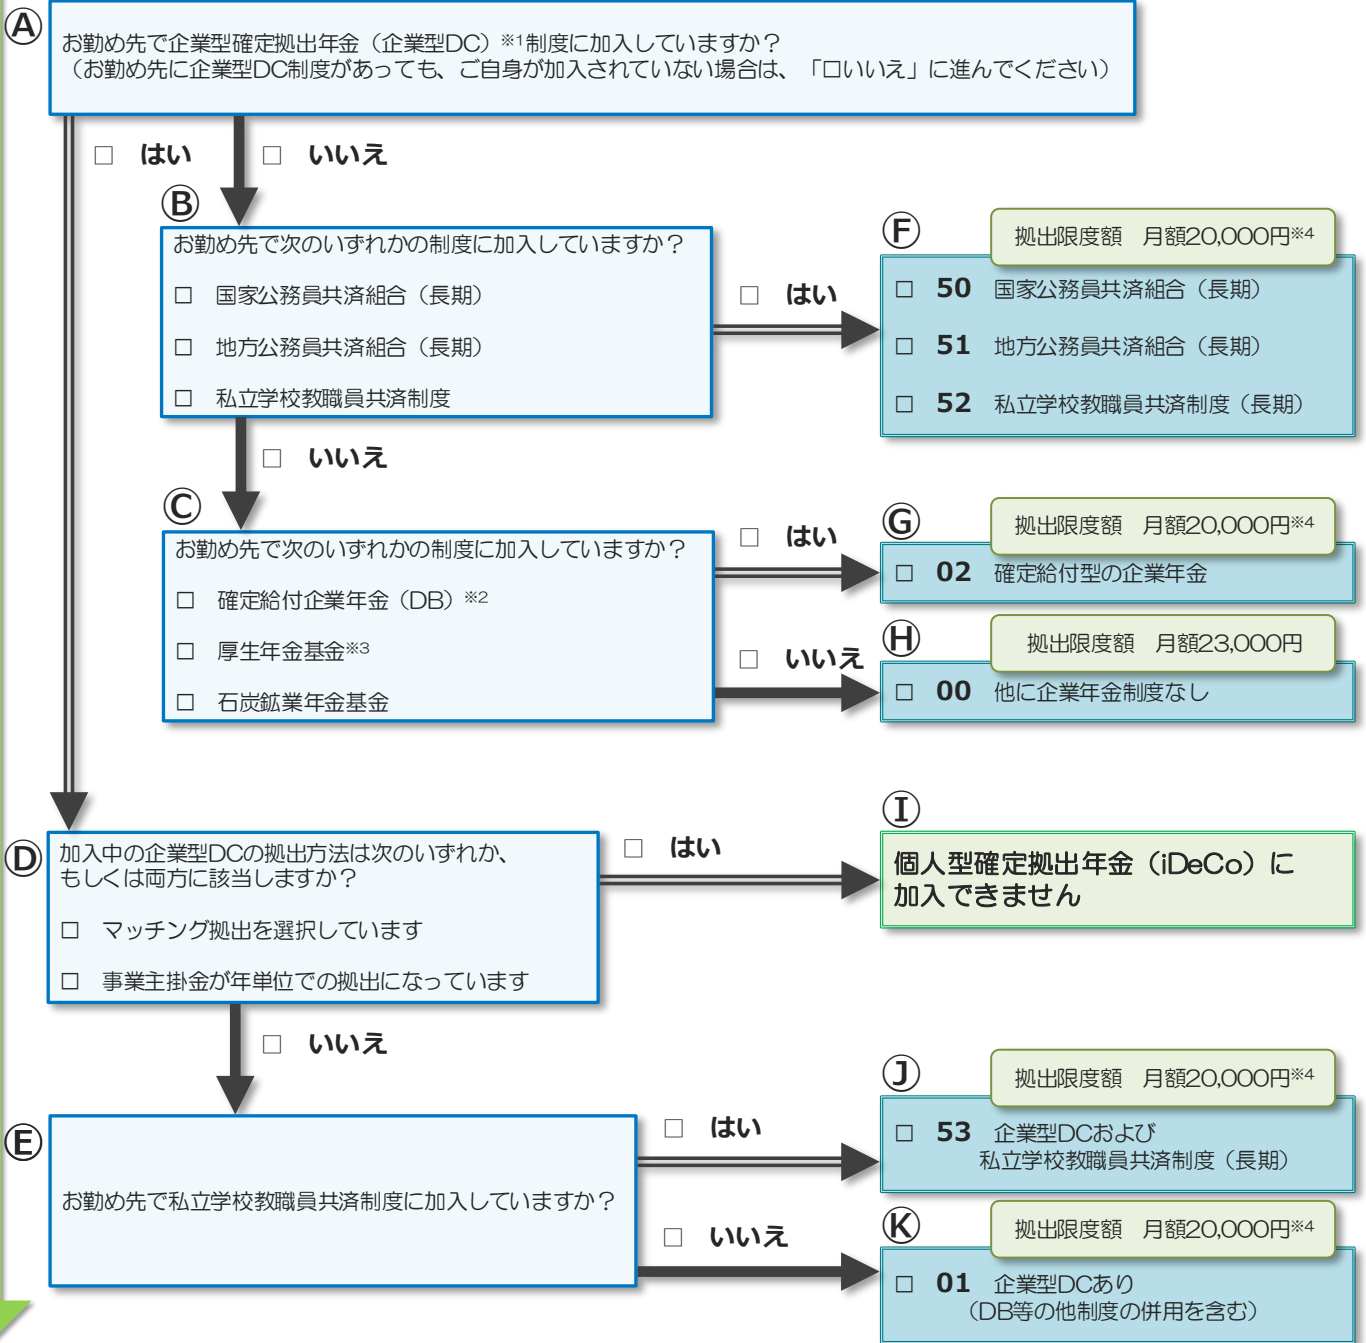 Ⓐ
お勤め先で企業型確定拠出年金（企業型DC）※1制度に加入していますか？
（お勤め先に企業型DC制度があっても、ご自身が加入されていない場合は、「□いいえ」に進んでください）
□ はい
□ いいえ
Ⓑ
お勤め先で次のいずれかの制度に加入していますか？
□ 国家公務員共済組合（長期）
□ 地方公務員共済組合（長期）
□ 私立学校教職員共済制度
□ はい
Ⓕ
拠出限度額 月額20,000円※4
□ 50 国家公務員共済組合（長期）
□ 51 地方公務員共済組合（長期）
□ 52 私立学校教職員共済制度（長期）
□ いいえ
Ⓒ
お勤め先で次のいずれかの制度に加入していますか？
□ 確定給付企業年金（DB）※2
□ 厚生年金基金※3
□ 石炭鉱業年金基金
□ はい
Ⓖ
拠出限度額 月額20,000円※4
□ 02 確定給付型の企業年金
□ いいえ
Ⓗ
拠出限度額 月額23,000円
□ 00 他に企業年金制度なし
Ⓓ
加入中の企業型DCの拠出方法は次のいずれか、
もしくは両方に該当しますか？
□ マッチング拠出を選択しています
□ 事業主掛金が年単位での拠出になっています
□ はい
Ⓘ
個人型確定拠出年金（iDeCo）に
加入できません
□ いいえ
Ⓔ
お勤め先で私立学校教職員共済制度に加入していますか？
□ はい
Ⓙ
拠出限度額 月額20,000円※4
□ 53 企業型DCおよび
私立学校教職員共済制度（長期）
□ いいえ
Ⓚ
拠出限度額 月額20,000円※4
□ 01 企業型DCあり
（DB等の他制度の併用を含む）